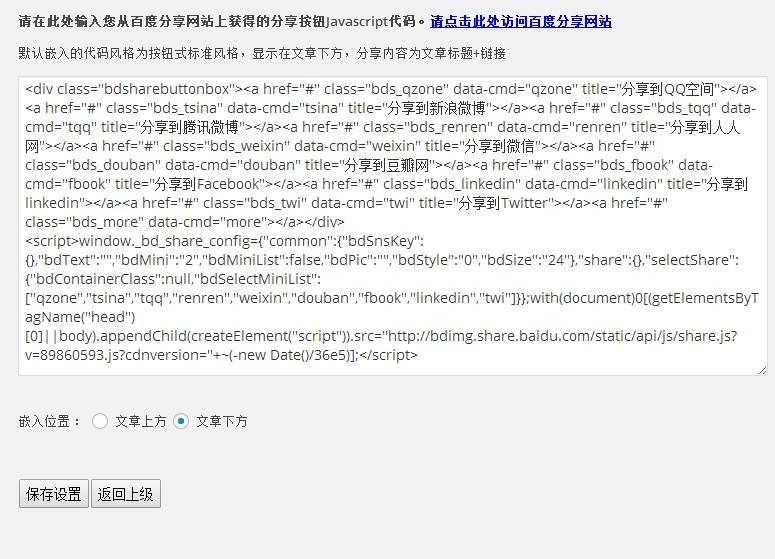 请在此处输入您从百度分享网站上获得的分享按钮Javascript代码。请点击此处访问百度分享网站
默认嵌入的代码风格为按钮式标准风格，显示在文章下方，分享内容为文章标题+链接
<div class="bdsharebuttonbox"><a href="#" class="bds_qzone" data-cmd="qzone" title="分享到QQ空间"></a>
<a href="#" class="bds_tsina" data-cmd="tsina" title="分享到新浪微博"></a><a href="#" class="bds_tqq" data-
cmd="tqq" title="分享到腾讯微博"></a><a href="#" class="bds_renren" data-cmd="renren" title="分享到人人
网"></a><a href="#" class="bds_weixin" data-cmd="weixin" title="分享到微信"></a><a href="#"
class="bds_douban" data-cmd="douban" title="分享到豆瓣网"></a><a href="#" class="bds_fbook" data-
cmd="fbook" title="分享到Facebook"></a><a href="#" class="bds_linkedin" data-cmd="linkedin" title="分享到
linkedin"></a><a href="#" class="bds_twi" data-cmd="twi" title="分享到Twitter"></a><a href="#"
class="bds_more" data-cmd="more"></a></div>
<script>window._bd_share_config={"common":{"bdSnsKey":
{},"bdText":"","bdMini":"2","bdMiniList":false,"bdPic":"","bdStyle":"0","bdSize":"24"},"share":{},"selectShare":
{"bdContainerClass":null,"bdSelectMiniList":
["qzone","tsina","tqq","renren","weixin","douban","fbook","linkedin","twi"]}};with(document)0[(getElementsByT
agName("head")
[0]||body).appendChild(createElement("script")).src="http://bdimg.share.baidu.com/static/api/js/share.js?
v=89860593.js?cdnversion="+~(-new Date()/36e5)];</script>
嵌入位置： 文章上方 文章下方
保存设置 返回上级